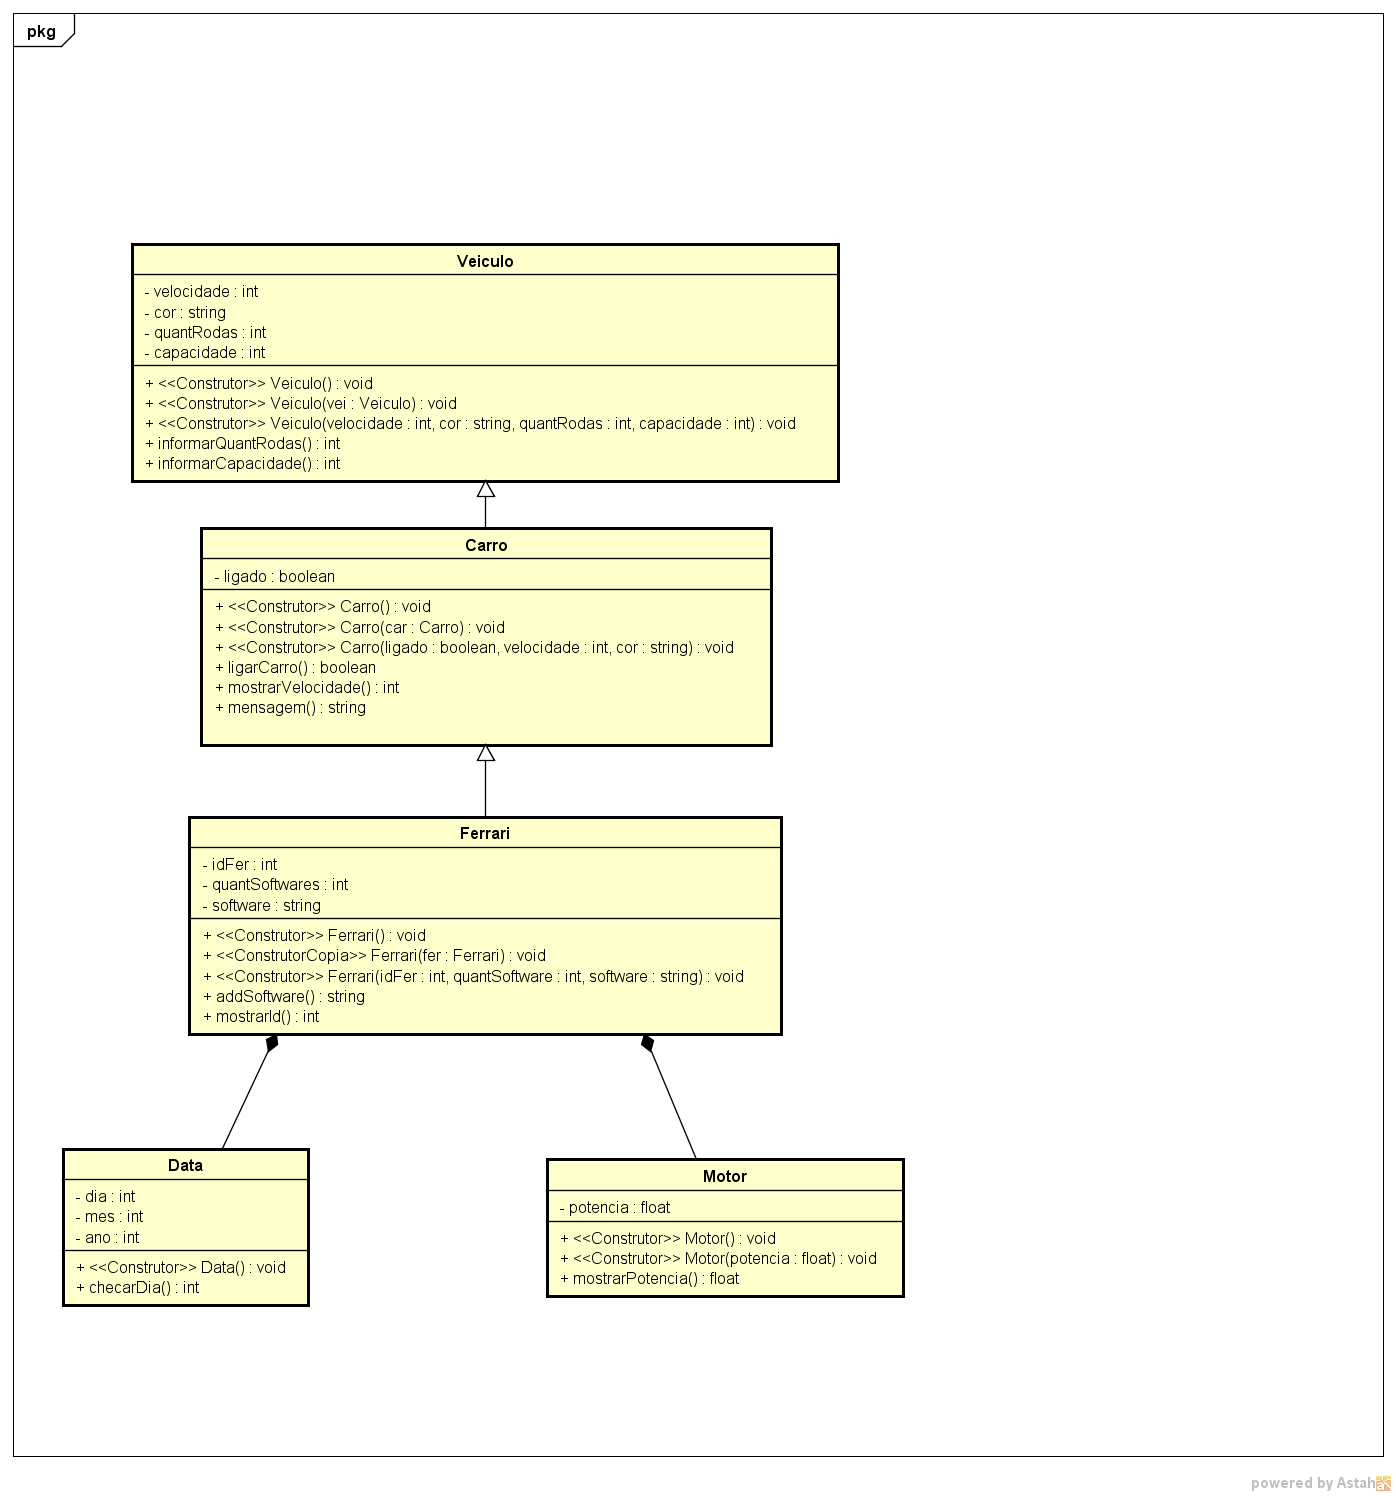 pkg
Veiculo
- velocidade : int
- cor : string
- quantRodas : int
- capacidade : int
+ <<Construtor>> Veiculo() : void
+ <<Construtor>> Veiculo(vei : Veiculo) : void
+ <<Construtor>> Veiculo(velocidade : int, cor : string, quantRodas : int, capacidade : int) : void
+ informarQuantRodas() : int
+ informarCapacidade() : int
Carro
- ligado : boolean
+ <<Construtor>> Carro() : void
+ <<Construtor>> Carro(car : Carro) : void
+ <<Construtor>> Carro(ligado : boolean, velocidade : int, cor : string) : void
+ ligarCarro() : boolean
+ mostrarVelocidade() : int
+ mensagem() : string
Ferrari
- idFer : int
- quantSoftwares : int
- software : string
+ <<Construtor>> Ferrari() : void
+ <<ConstrutorCopia>> Ferrari(fer : Ferrari) : void
+ <<Construtor>> Ferrari(idFer : int, quantSoftware : int, software : string) : void
+ addSoftware() : string
+ mostrarId() : int
Data
- dia : int
- mes : int
- ano : int
+ <<Construtor>> Data() : void
+ checarDia() : int
Motor
- potencia : float
+ <<Construtor>> Motor() : void
+ <<Construtor>> Motor(potencia : float) : void
+ mostrarPotencia() : float
powered by Astah